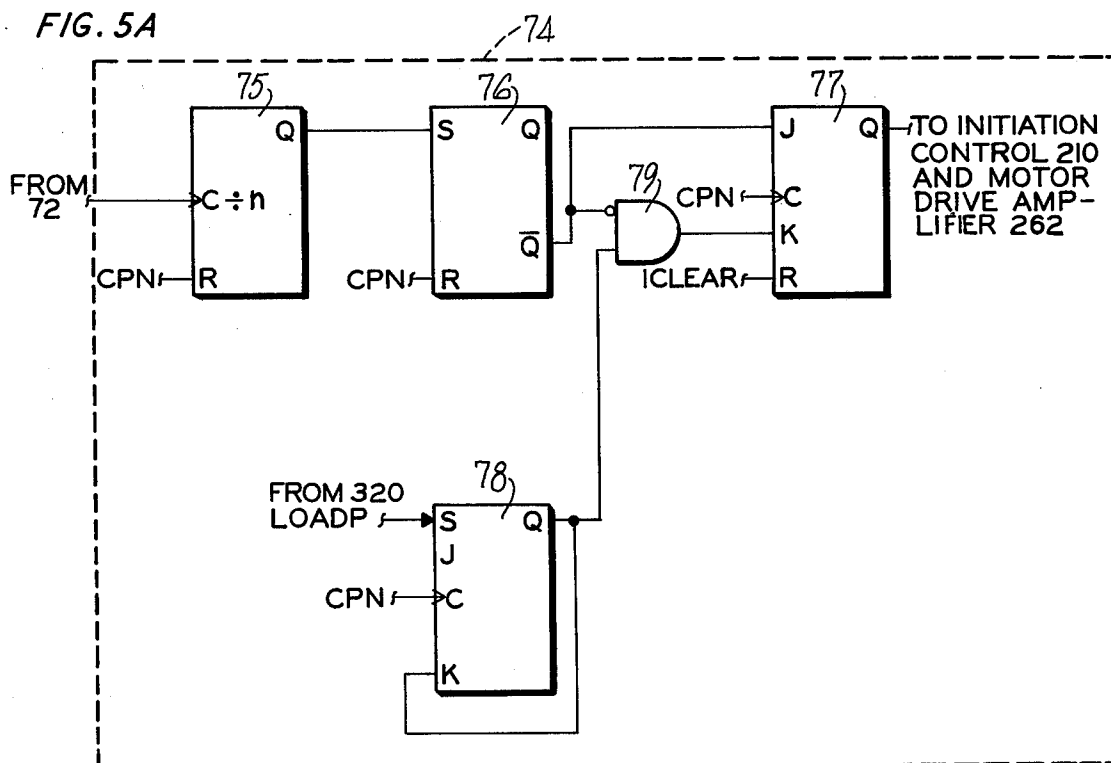 FIG. 5A
74
75
76
77
Q
S
Q
J
Q
TO INITIATION
CONTROL 210
AND MOTOR
DRIVE AMP-
LIFIER 262
FROM
72
C÷n
79
CPN
C
Q̅
K
CPN
R
CPN
R
ICLEAR
R
78
FROM 320
LOADP
S
Q
J
CPN
C
K